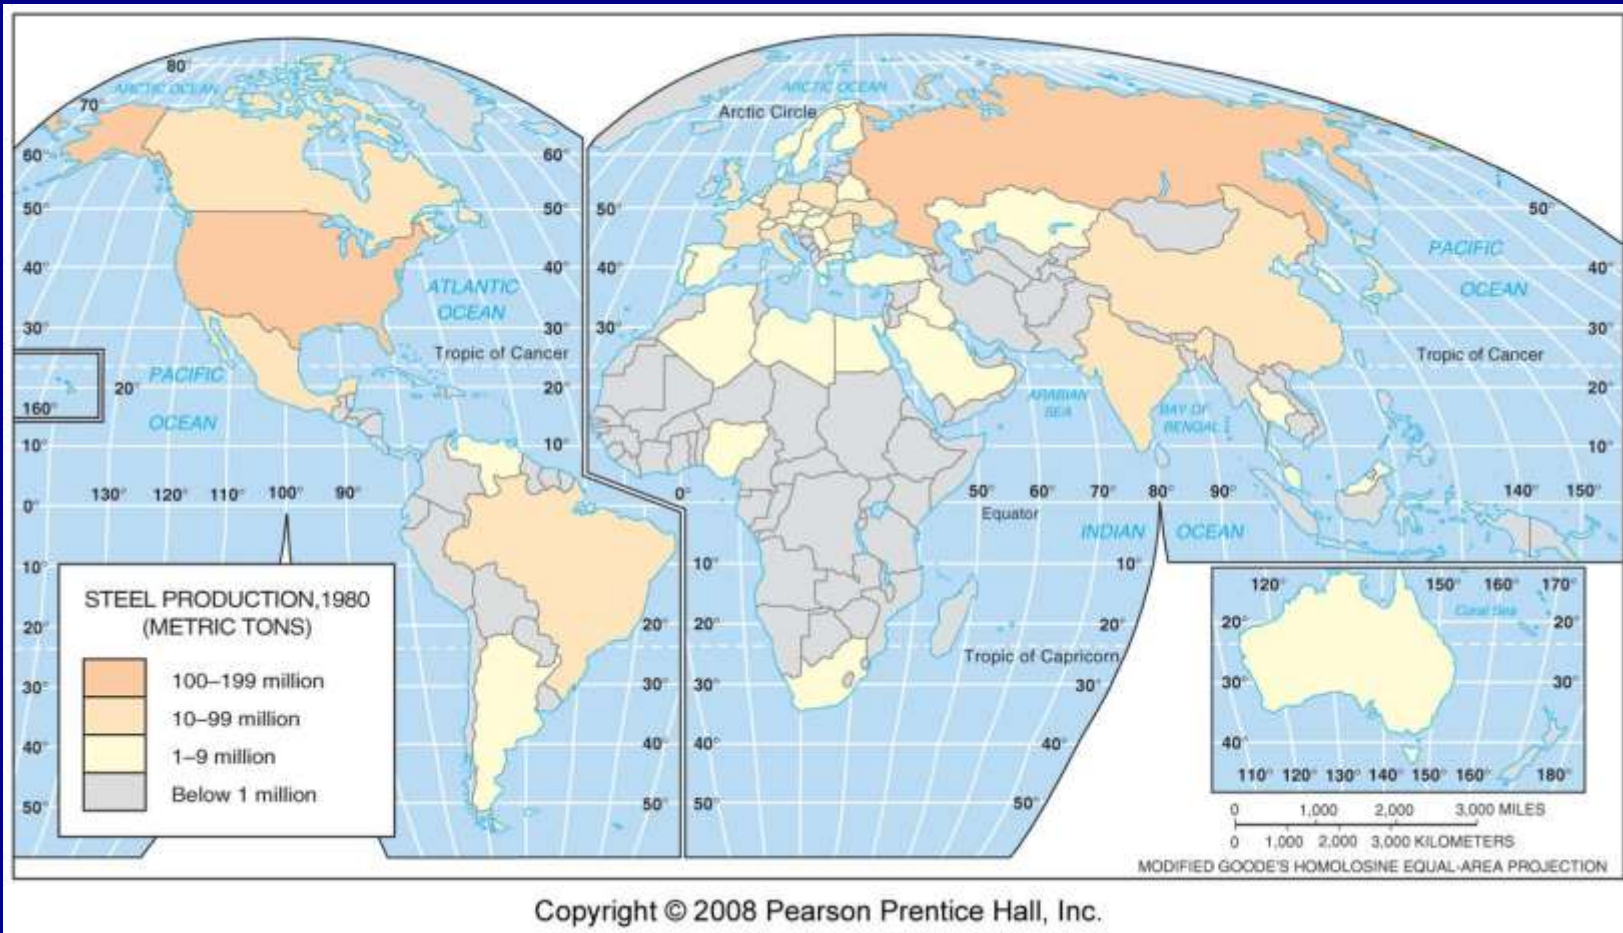 80°
ARCTIC OCEAN
70°
60°
60°
50°
50°
40°
40°
ATLANTIC
OCEAN
30°
30°
Tropic of Cancer
20°
PACIFIC
20°
160°
OCEAN
10°
10°
130°
120°
110°
100°
90°
0°
10°
20°
20°
30°
30°
40°
40°
50°
50°
STEEL PRODUCTION, 1980
(METRIC TONS)
100–199 million
10–99 million
1–9 million
Below 1 million
ARCTIC OCEAN
Arctic Circle
50°
50°
40°
PACIFIC
40°
OCEAN
30°
30°
Tropic of Cancer
20°
ARABIAN
SEA
BAY OF
BENGAL
10°
0°
50°
60°
70°
80°
90°
140°
150°
Equator
INDIAN
OCEAN
10°
10°
20°
20°
Tropic of Capricorn
30°
30°
40°
40°
50°
50°
120°
150°
160°
170°
Coral Sea
20°
20°
30°
30°
40°
110°
120°
130°
140°
150°
160°
180°
0 1,000 2,000 3,000 MILES
0 1,000 2,000 3,000 KILOMETERS
MODIFIED GOODE'S HOMOLOSINE EQUAL-AREA PROJECTION
Copyright © 2008 Pearson Prentice Hall, Inc.